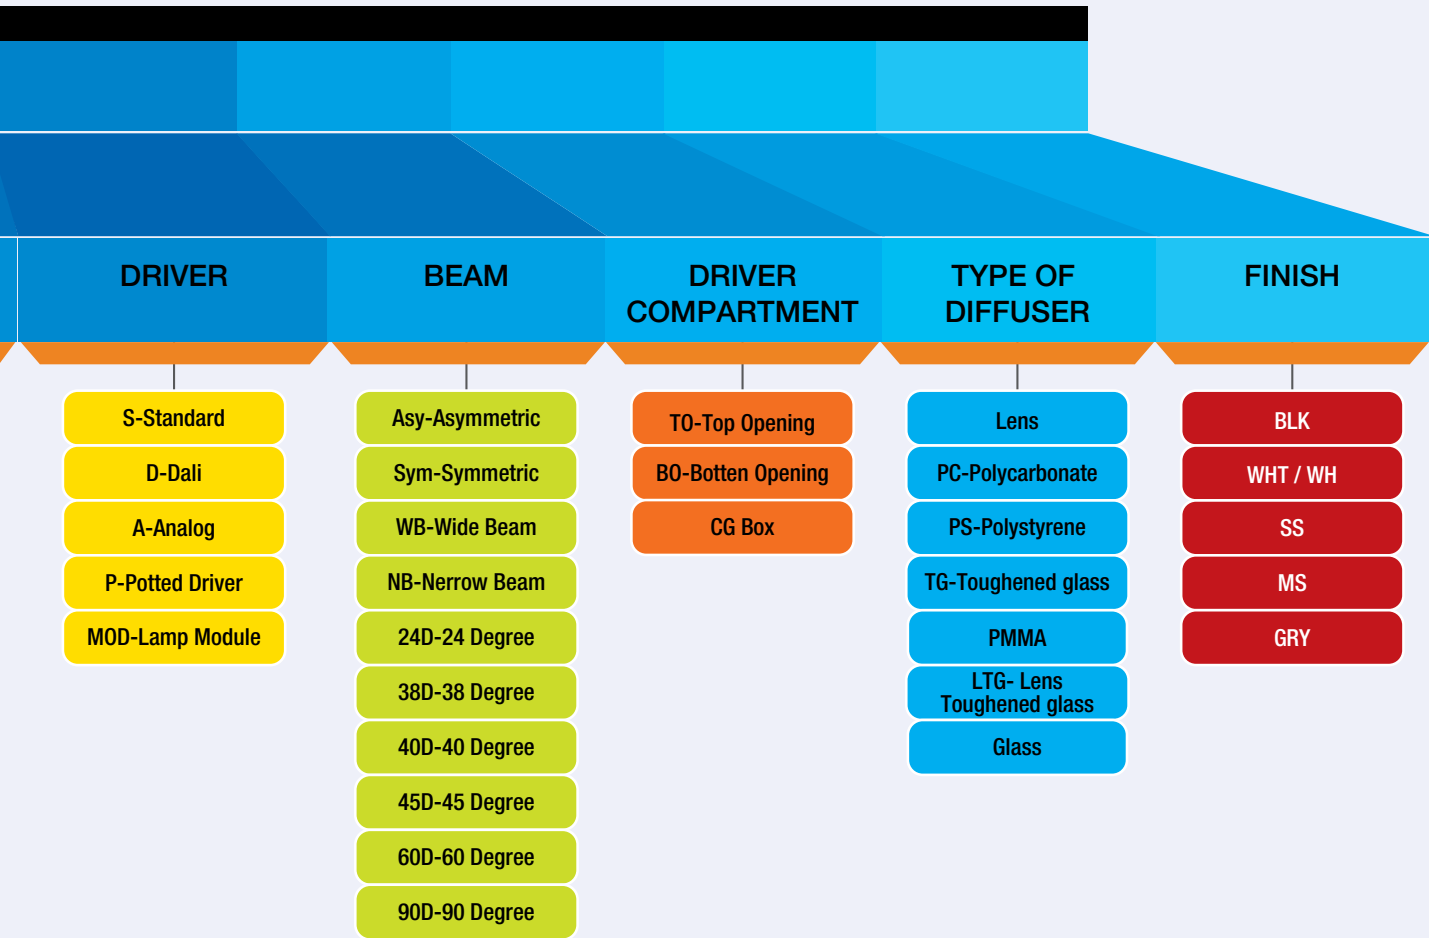 DRIVER
S-Standard
D-Dali
A-Analog
P-Potted Driver
MOD-Lamp Module
BEAM
Asy-Asymmetric
Sym-Symmetric
WB-Wide Beam
NB-Nerrow Beam
24D-24 Degree
38D-38 Degree
40D-40 Degree
45D-45 Degree
60D-60 Degree
90D-90 Degree
DRIVER
COMPARTMENT
TO-Top Opening
BO-Botten Opening
CG Box
TYPE OF
DIFFUSER
Lens
PC-Polycarbonate
PS-Polystyrene
TG-Toughened glass
PMMA
LTG- Lens
Toughened glass
Glass
FINISH
BLK
WHT / WH
SS
MS
GRY